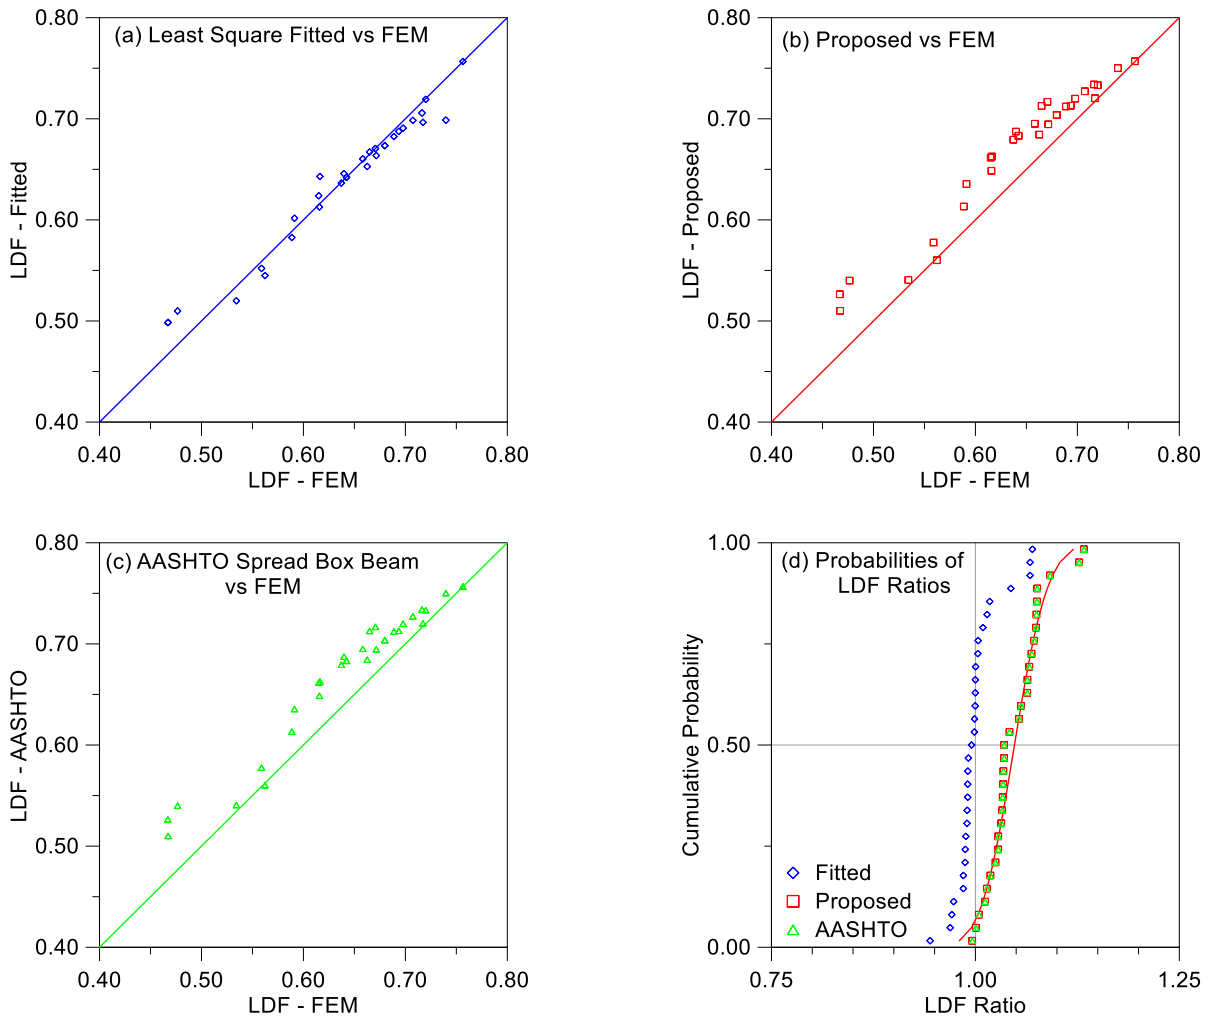 (a) Least Square Fitted vs FEM
0.80
0.70
0.60
0.50
0.40
LDF - Fitted
0.40 0.50 0.60 0.70 0.80
LDF - FEM
(b) Proposed vs FEM
0.80
0.70
0.60
0.50
0.40
LDF - Proposed
0.40 0.50 0.60 0.70 0.80
LDF - FEM
(c) AASHTO Spread Box Beam
vs FEM
0.80
0.70
0.60
0.50
0.40
LDF - AASHTO
0.40 0.50 0.60 0.70 0.80
LDF - FEM
(d) Probabilities of
LDF Ratios
1.00
0.50
0.00
Cumulative Probability
Fitted
Proposed
AASHTO
0.75 1.00 1.25
LDF Ratio